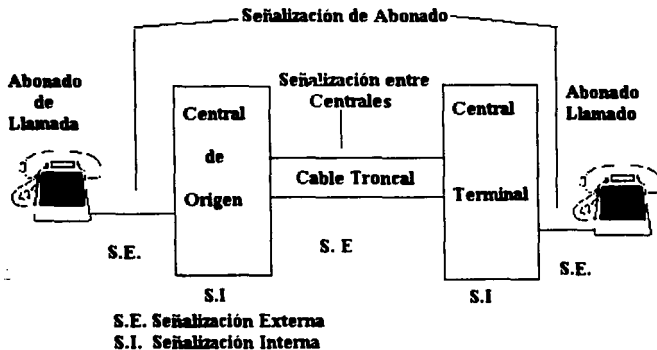 Señalización de Abonado
Abonado
de
Llamada
Central
de
Origen
Señalización entre
Centrales
Cable Troncal
Central
Terminal
Abonado
Llamado
S.E.
S. E
S.E.
S.I
S.I
S.E. Señalización Externa
S.I. Señalización Interna